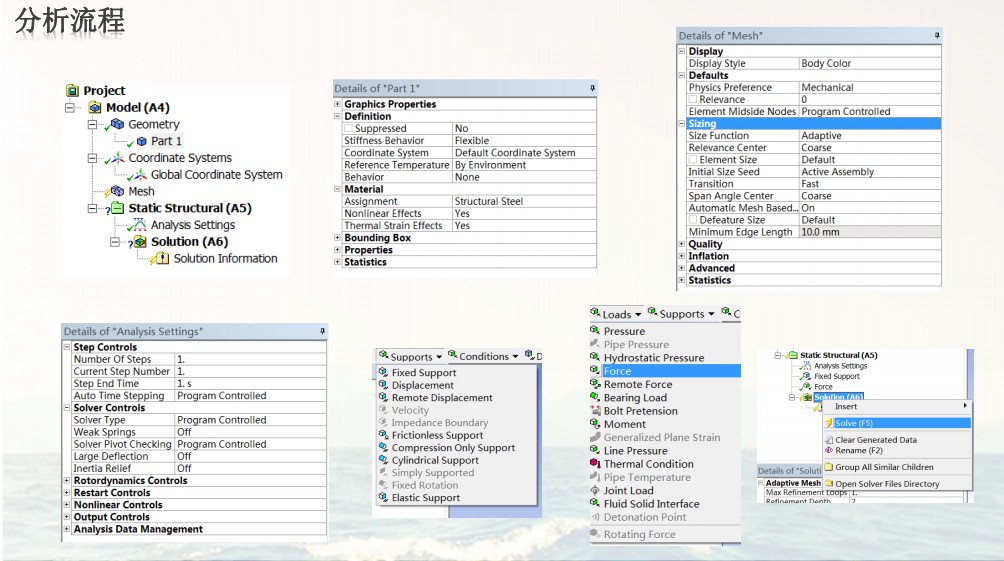 分析流程
Project
Model (A4)
Geometry
Part 1
Coordinate Systems
Global Coordinate System
Mesh
Static Structural (A5)
Analysis Settings
Solution (A6)
Solution Information
Details of "Part 1"
Graphics Properties
Definition
Suppressed No
Stiffness Behavior Flexible
Coordinate System Default Coordinate System
Reference Temperature By Environment
Behavior None
Material
Assignment Structural Steel
Nonlinear Effects Yes
Thermal Strain Effects Yes
Bounding Box
Properties
Statistics
Details of "Mesh"
Display
Display Style Body Color
Defaults
Physics Preference Mechanical
Relevance 0
Element Midside Nodes Program Controlled
Sizing
Size Function Adaptive
Relevance Center Coarse
Element Size Default
Initial Size Seed Active Assembly
Transition Fast
Span Angle Center Coarse
Automatic Mesh Based... On
Defeature Size Default
Minimum Edge Length 10.0 mm
Quality
Inflation
Advanced
Statistics
Details of "Analysis Settings"
Step Controls
Number Of Steps 1.
Current Step Number 1.
Step End Time 1. s
Auto Time Stepping Program Controlled
Solver Controls
Solver Type Program Controlled
Weak Springs Off
Solver Pivot Checking Program Controlled
Large Deflection Off
Inertia Relief Off
Rotordynamics Controls
Restart Controls
Nonlinear Controls
Output Controls
Analysis Data Management
Supports Conditions D
Fixed Support
Displacement
Remote Displacement
Velocity
Impedance Boundary
Frictionless Support
Compression Only Support
Cylindrical Support
Simply Supported
Fixed Rotation
Elastic Support
Loads Supports C
Pressure
Pipe Pressure
Hydrostatic Pressure
Force
Remote Force
Bearing Load
Bolt Pretension
Moment
Generalized Plane Strain
Line Pressure
Thermal Condition
Pipe Temperature
Joint Load
Fluid Solid Interface
Detonation Point
Rotating Force
Static Structural (A5)
Analysis Settings
Fixed Support
Force
Solution (A6)
Insert
Solve (F5)
Clear Generated Data
Rename (F2)
Group All Similar Children
Open Solver Files Directory
Details of "Soluti
Adaptive Mesh
Max Refinement Loops 1.
Refinement Depth 2.